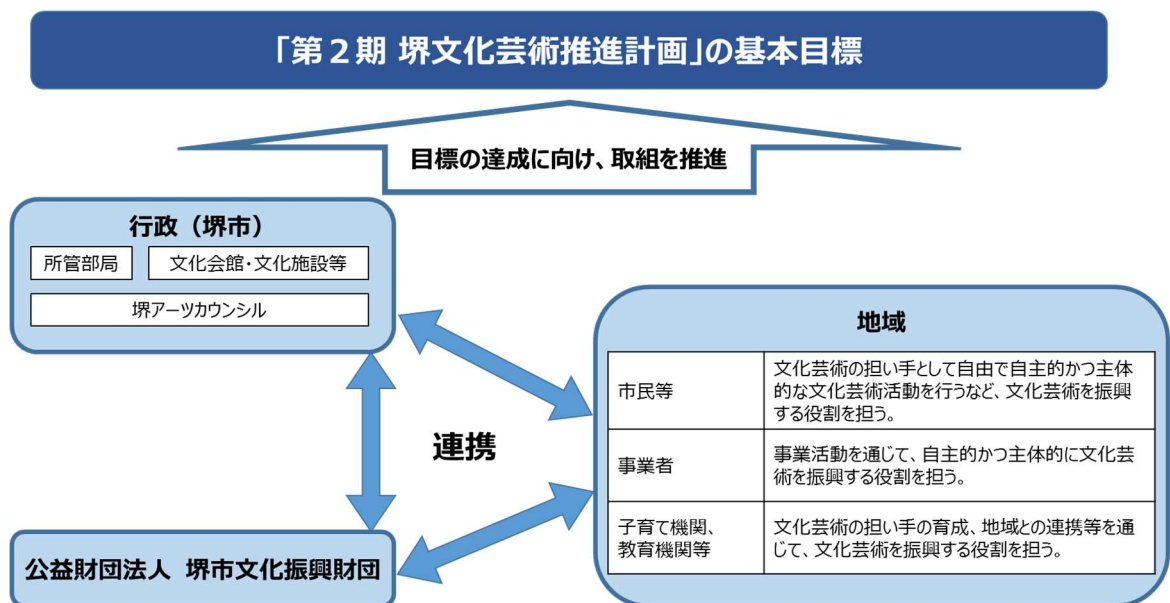 「第２期 堺文化芸術推進計画」の基本目標
目標の達成に向け、取組を推進
行政（堺市）
所管部局
文化会館・文化施設等
堺アーツカウンシル
連携
公益財団法人 堺市文化振興財団
地域
市民等
文化芸術の担い手として自由で自主的かつ主体
的な文化芸術活動を行うなど、文化芸術を振興
する役割を担う。
事業者
事業活動を通じて、自主的かつ主体的に文化芸
術を振興する役割を担う。
子育て機関、
教育機関等
文化芸術の担い手の育成、地域との連携等を通
じて、文化芸術を振興する役割を担う。